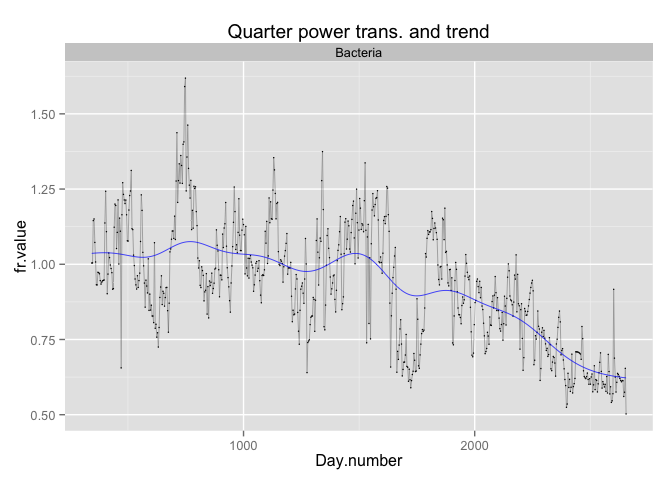 Quarter power trans. and trend
Bacteria
1.50
1.25
1.00
0.75
0.50
fr.value
1000
2000
Day.number